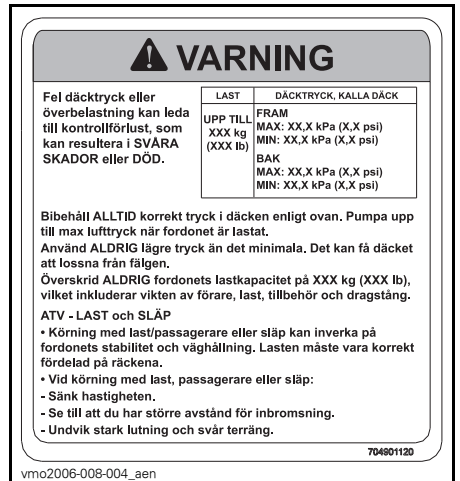 VARNING
Fel däcktryck eller
överbelastning kan leda
till kontrollförlust, som
kan resultera i SVÅRA
SKADOR eller DÖD.
LAST DÄCKTRYCK, KALLA DÄCK
UPP TILL
XXX kg
(XXX lb)
FRAM
MAX: XX,X kPa (X,X psi)
MIN: XX,X kPa (X,X psi)
BAK
MAX: XX,X kPa (X,X psi)
MIN: XX,X kPa (X,X psi)
Bibehåll ALLTID korrekt tryck i däcken enligt ovan. Pumpa upp
till max lufttryck när fordonet är lastat.
Använd ALDRIG lägre tryck än det minimala. Det kan få däcket
att lossna från fälgen.
Överskrid ALDRIG fordonets lastkapacitet på XXX kg (XXX lb),
vilket inkluderar vikten av förare, last, tillbehör och dragstång.
ATV - LAST och SLÄP
• Körning med last/passagerare eller släp kan inverka på
fordonets stabilitet och väghållning. Lasten måste vara korrekt
fördelad på räckena.
• Vid körning med last, passagerare eller släp:
- Sänk hastigheten.
- Se till att du har större avstånd för inbromsning.
- Undvik stark lutning och svår terräng.
704901120
vmo2006-008-004_aen